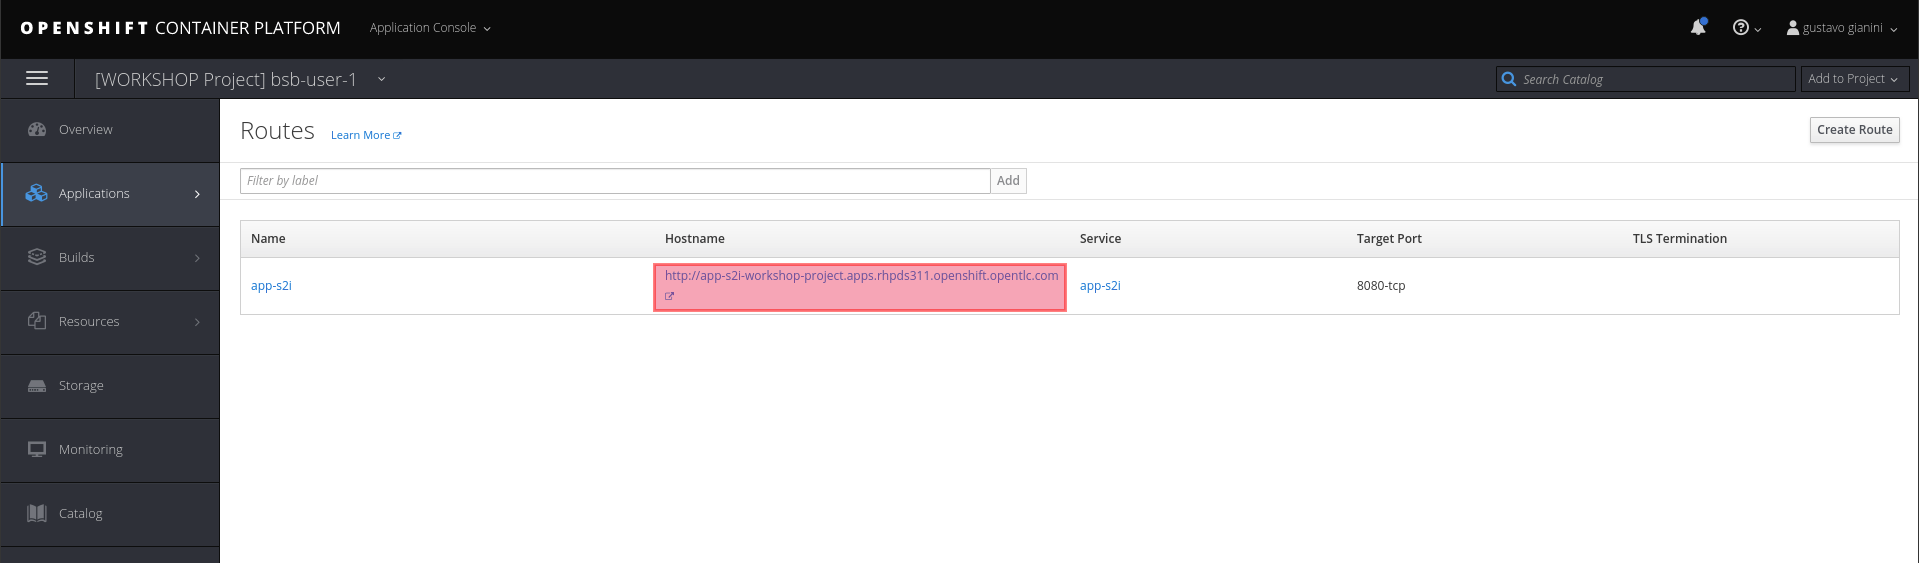 OPENSHIFT CONTAINER PLATFORM Application Console gustavo gianini
[WORKSHOP Project] bsb-user-1 Search Catalog Add to Project
Overview
Applications
Builds
Resources
Storage
Monitoring
Catalog
Routes Learn More Create Route
Filter by label Add
Name Hostname Service Target Port TLS Termination
app-s2i http://app-s2i-workshop-project.apps.rhpds311.openshift.opentlc.com app-s2i 8080-tcp